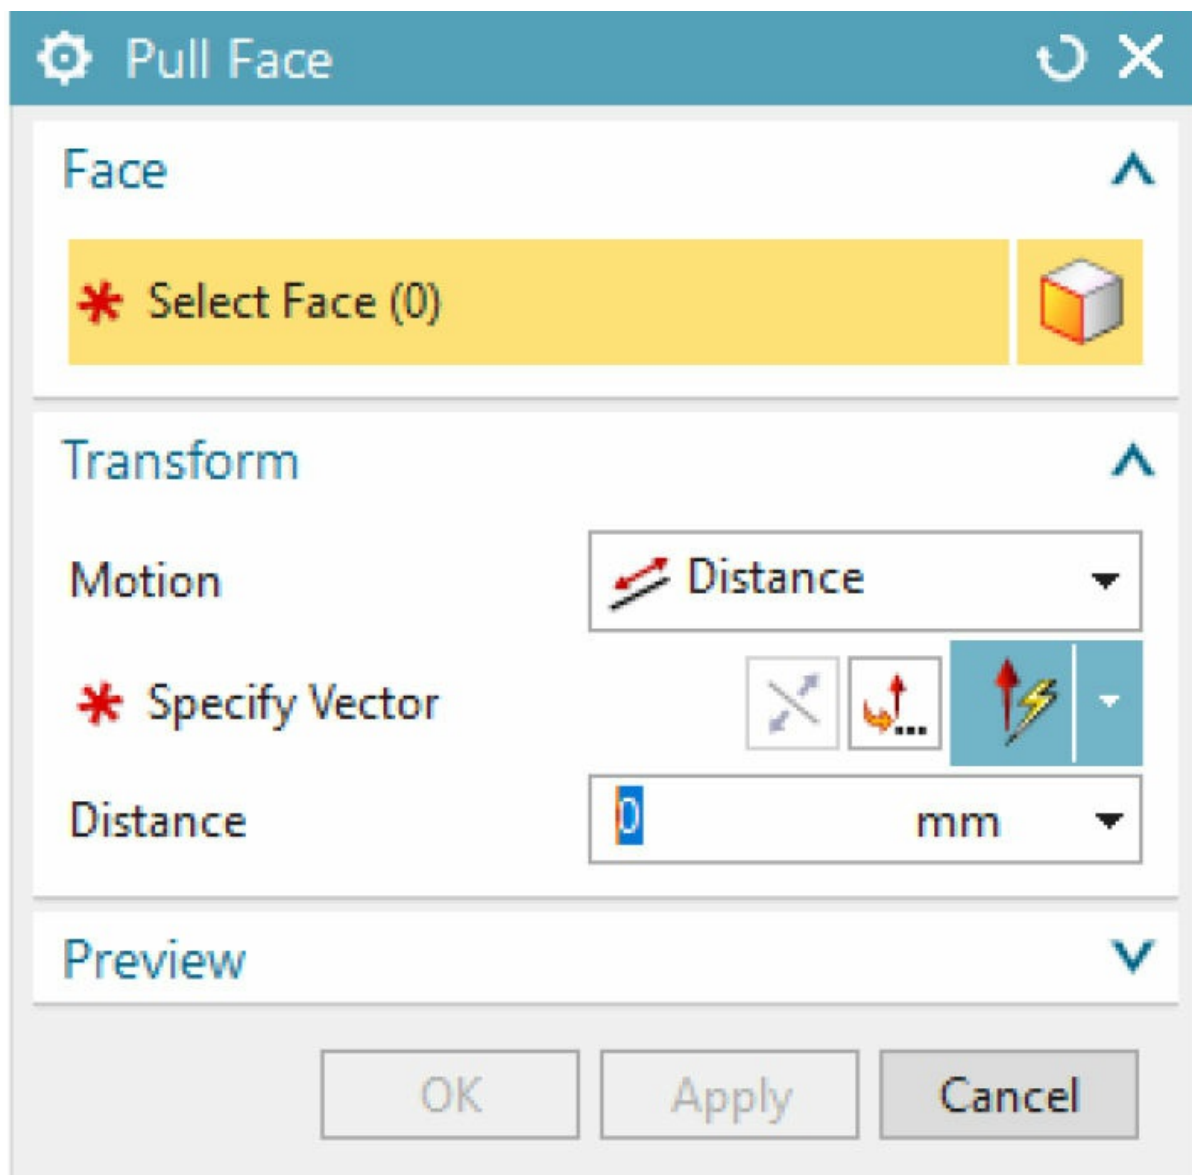 Pull Face
Face
* Select Face (0)
Transform
Motion Distance
* Specify Vector
Distance 0 mm
Preview
OK Apply Cancel